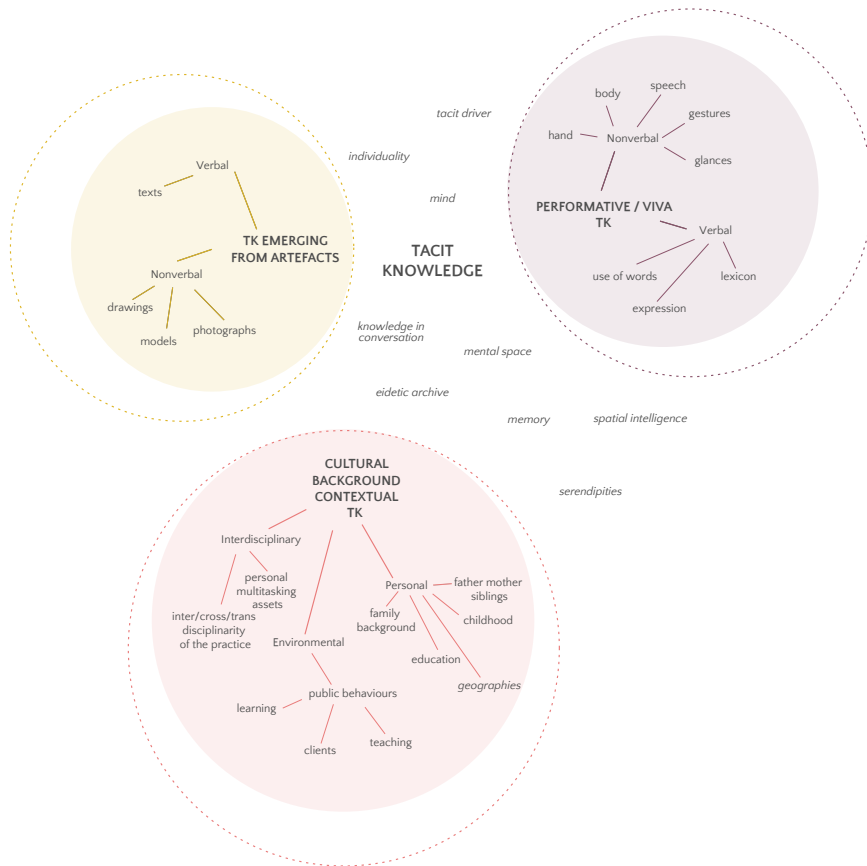 tacit driver
individuality
mind
TACIT
KNOWLEDGE
knowledge in
conversation
mental space
eidetic archive
memory
spatial intelligence
serendipities
Verbal
texts
TK EMERGING
FROM ARTEFACTS
Nonverbal
drawings
models
photographs
body
speech
hand
Nonverbal
gestures
glances
PERFORMATIVE / VIVA
TK
Verbal
use of words
lexicon
expression
CULTURAL
BACKGROUND
CONTEXTUAL
TK
Interdisciplinary
personal
multitasking
assets
inter/cross/trans
disciplinarity
of the practice
Environmental
public behaviours
learning
clients
teaching
Personal
father mother
siblings
childhood
family
background
education
geographies